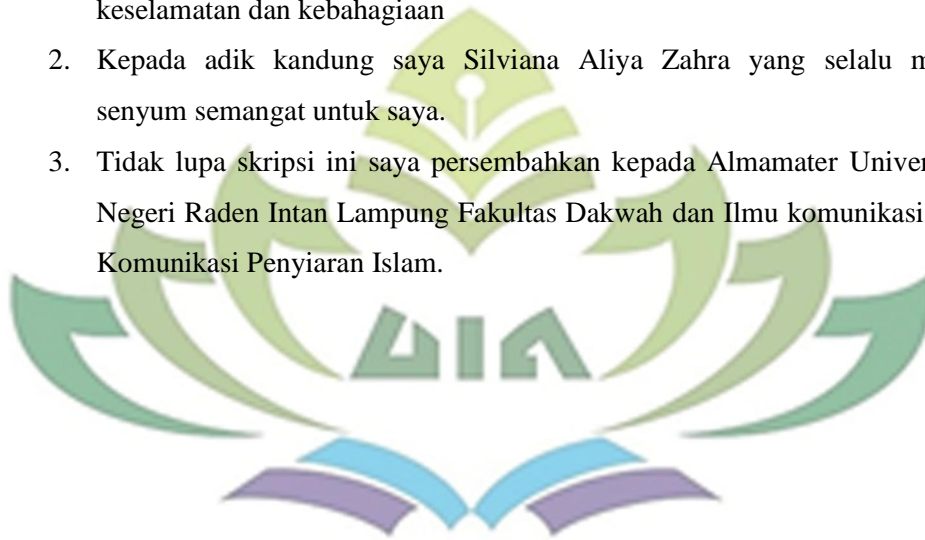 keselamatan dan kebahagiaan
2. Kepada adik kandung saya Silviana Aliya Zahra yang selalu
senyum semangat untuk saya.
3. Tidak lupa skripsi ini saya persembahkan kepada Almamater
Negeri Raden Intan Lampung Fakultas Dakwah dan Ilmu komunikasi
Komunikasi Penyiaran Islam.
UIN